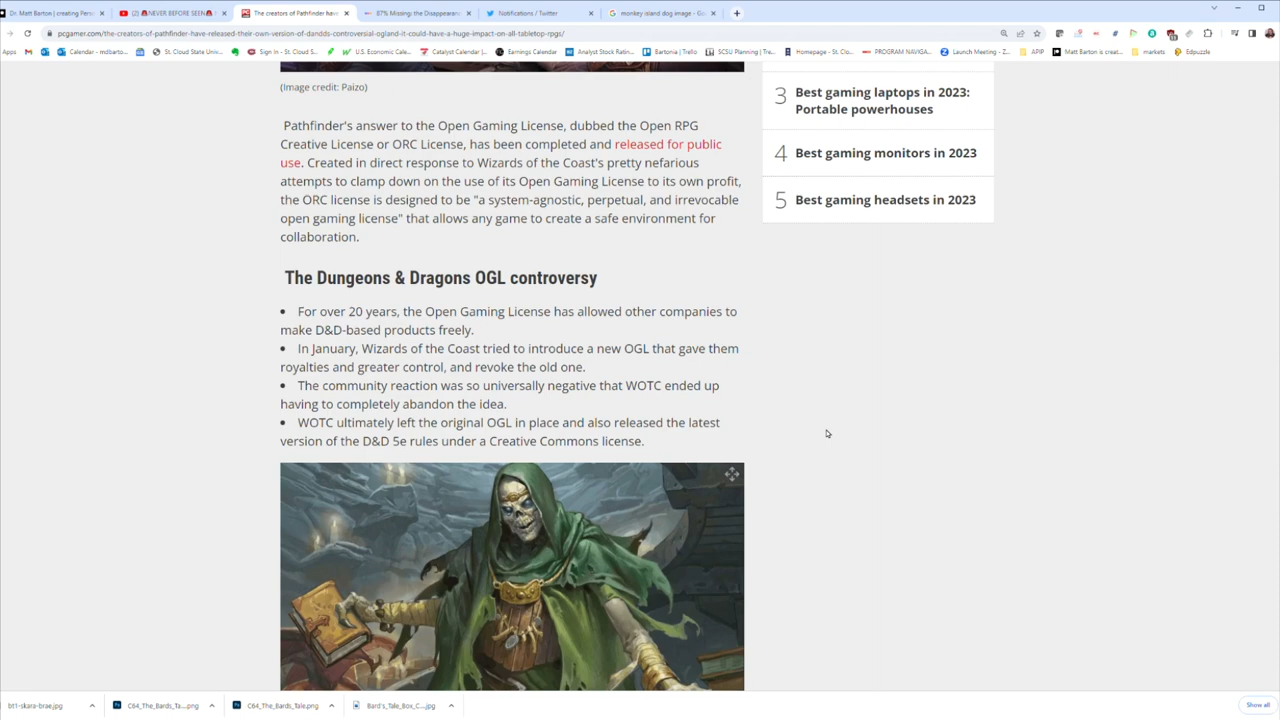 Dr. Matt Barton | creating Pers
(2) NEVER BEFORE SEEN
The creators of Pathfinder have
87% Missing: the Disappearanc
Notifications / Twitter
monkey island dog image - Go
pcgamer.com/the-creators-of-pathfinder-have-released-their-own-version-of-dandds-controversial-ogland-it-could-have-a-huge-impact-on-all-tabletop-rpgs/
Apps
Calendar - mdbarto...
St. Cloud State Univ...
Sign In - St. Cloud S...
U.S. Economic Cale...
Catalyst Calendar |...
Earnings Calendar
Analyst Stock Ratin...
Bartonia | Trello
SCSU Planning | Tre...
Homepage - St. Clo...
PROGRAM NAVIGA...
Launch Meeting - Z...
APIP
Matt Barton is creat...
markets
Edpuzzle
(Image credit: Paizo)
Pathfinder's answer to the Open Gaming License, dubbed the Open RPG
Creative License or ORC License, has been completed and released for public
use. Created in direct response to Wizards of the Coast's pretty nefarious
attempts to clamp down on the use of its Open Gaming License to its own profit,
the ORC license is designed to be "a system-agnostic, perpetual, and irrevocable
open gaming license" that allows any game to create a safe environment for
collaboration.
The Dungeons & Dragons OGL controversy
• For over 20 years, the Open Gaming License has allowed other companies to
make D&D-based products freely.
• In January, Wizards of the Coast tried to introduce a new OGL that gave them
royalties and greater control, and revoke the old one.
• The community reaction was so universally negative that WOTC ended up
having to completely abandon the idea.
• WOTC ultimately left the original OGL in place and also released the latest
version of the D&D 5e rules under a Creative Commons license.
3 Best gaming laptops in 2023:
Portable powerhouses
4 Best gaming monitors in 2023
5 Best gaming headsets in 2023
bt1-skara-brae.jpg
C64_The_Bards_Ta....png
C64_The_Bards_Tale.png
Bard's_Tale_Box_C....jpg
Show all